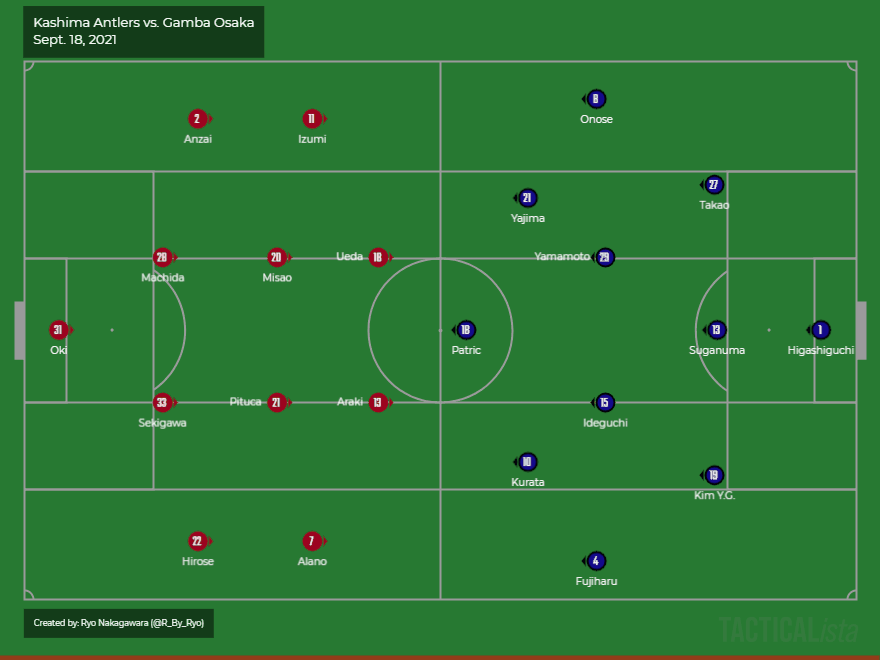 Kashima Antlers vs. Gamba Osaka
Sept. 18, 2021
8
Onose
2
11
Anzai
Izumi
27
Takao
21
Yajima
28
Machida
20
Misao
Ueda 18
Yamamoto 29
31
Oki
18
Patric
13
Suganuma
1
Higashiguchi
33
Sekigawa
Pituca 21
Araki 13
15
Ideguchi
10
Kurata
19
Kim Y.G.
22
Hirose
7
Alano
4
Fujiharu
Created by: Ryo Nakagawara (@R_By_Ryo)
TACTICALista